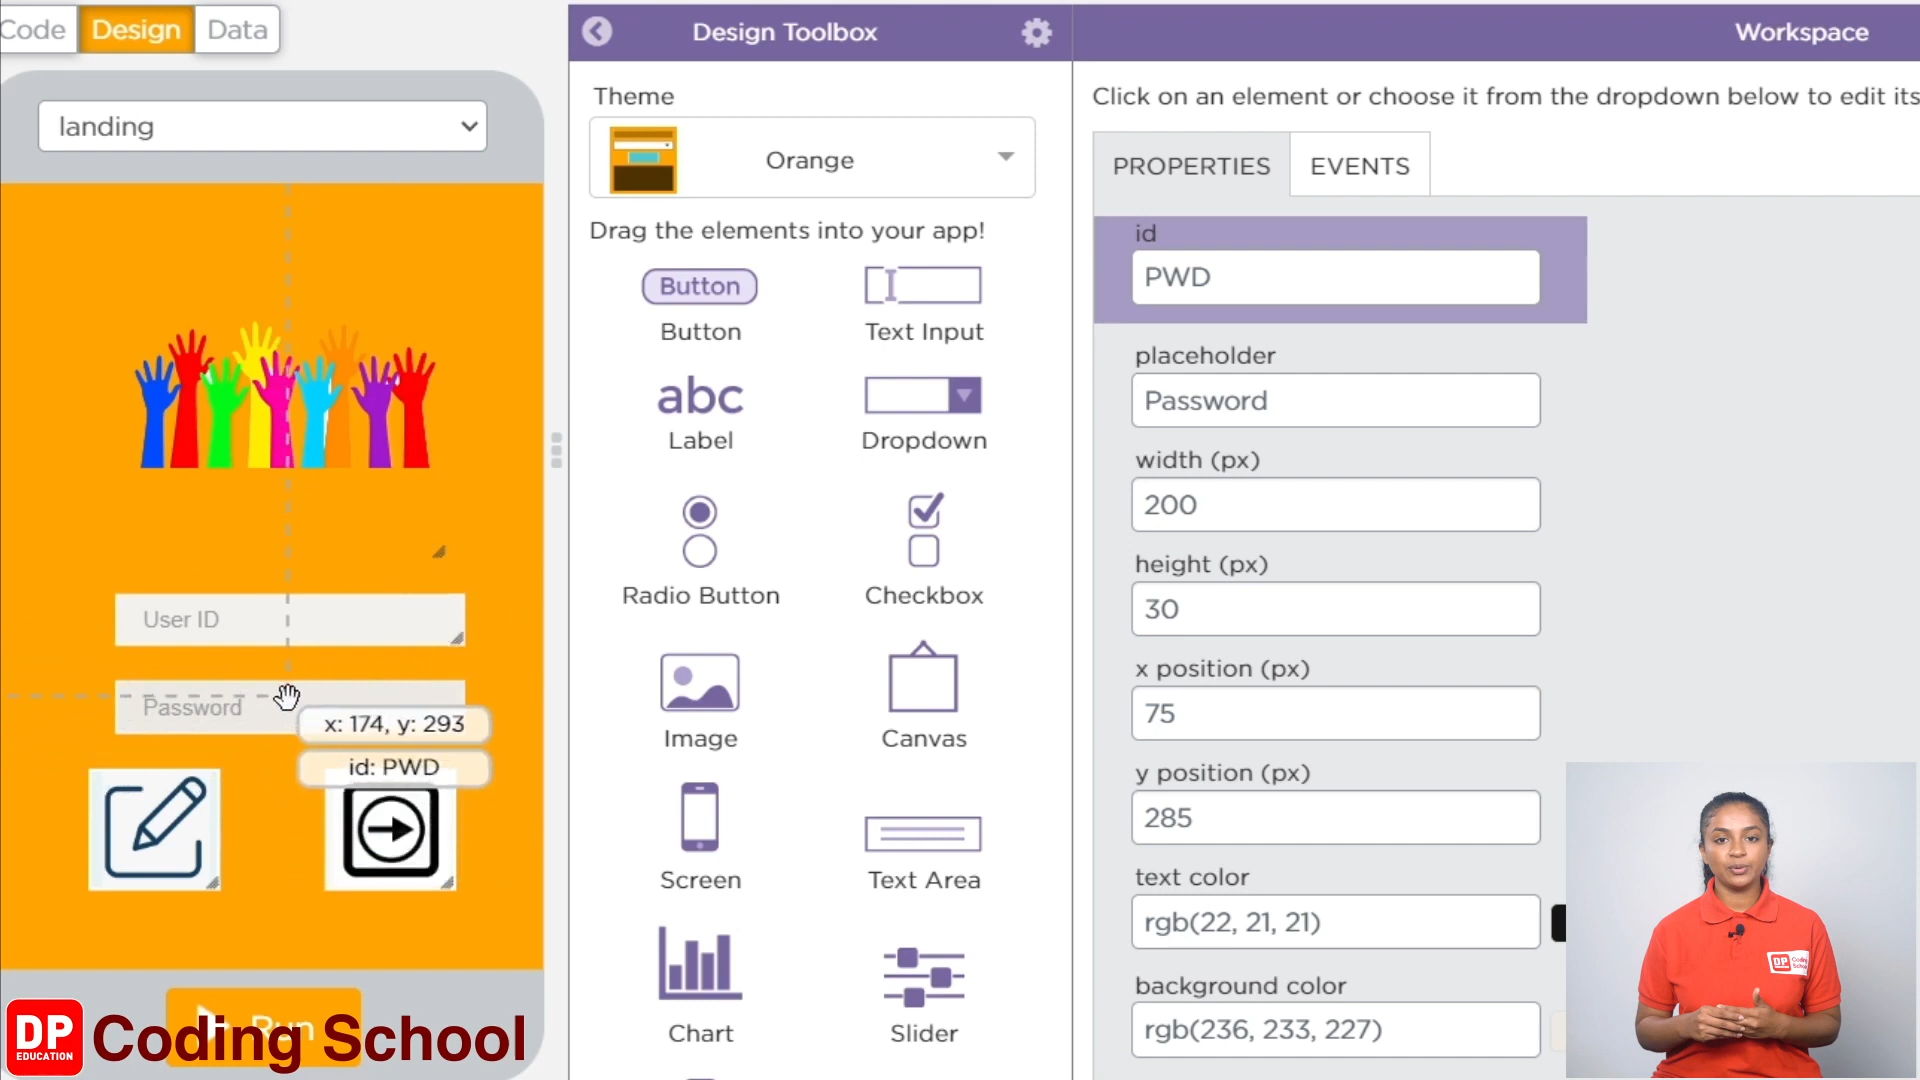 Code
Design
Data
landing
User ID
Password
x: 174, y: 293
id: PWD
Run
DP
EDUCATION
Coding School
Design Toolbox
Theme
Orange
Drag the elements into your app!
Button
Button
Text Input
abc
Label
Dropdown
Radio Button
Checkbox
Image
Canvas
Screen
Text Area
Chart
Slider
Workspace
Click on an element or choose it from the dropdown below to edit its
PROPERTIES
EVENTS
id
PWD
placeholder
Password
width (px)
200
height (px)
30
x position (px)
75
y position (px)
285
text color
rgb(22, 21, 21)
background color
rgb(236, 233, 227)
DP
Coding
School